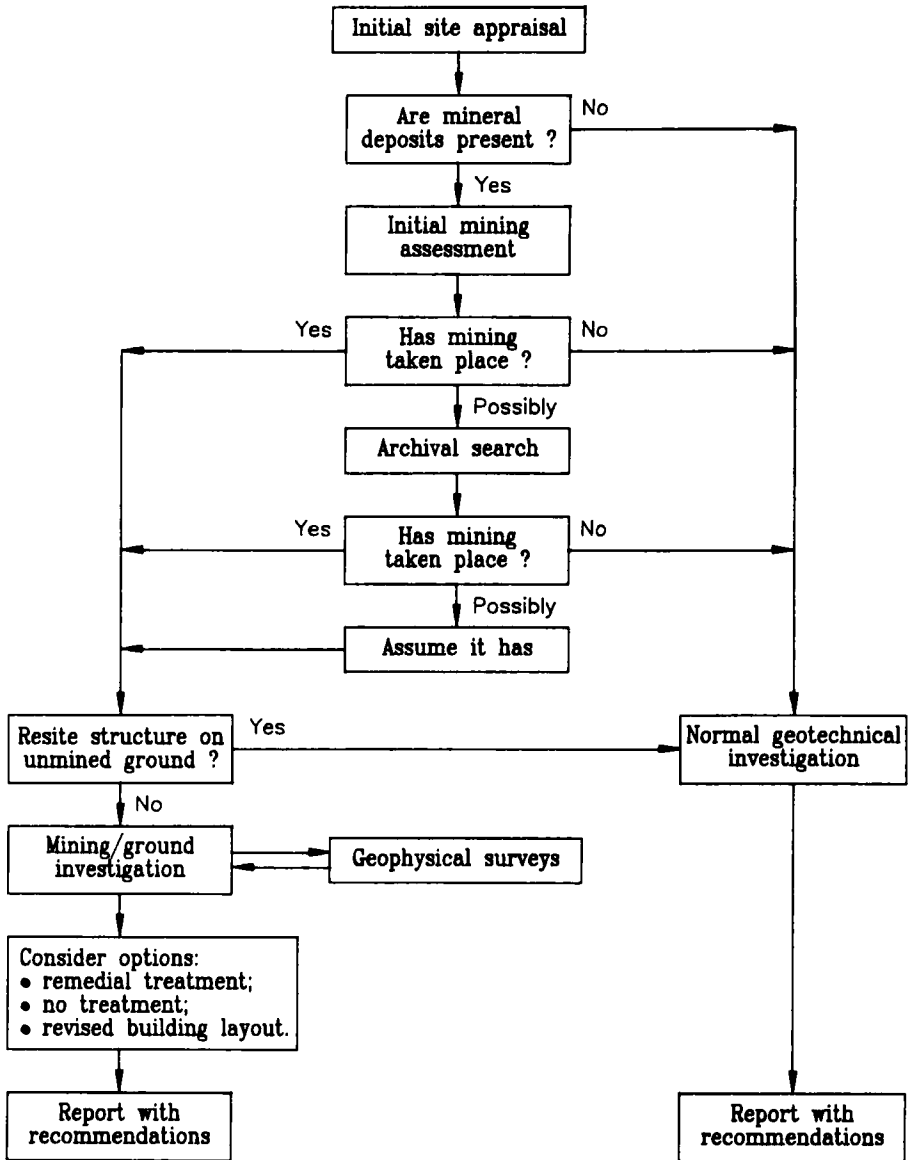 Initial site appraisal
Are mineral
deposits present ?
No
Yes
Initial mining
assessment
Yes
Has mining
taken place ?
No
Possibly
Archival search
Yes
Has mining
taken place ?
No
Possibly
Assume it has
Resite structure on
unmined ground ?
Yes
Normal geotechnical
investigation
No
Mining/ground
investigation
Geophysical surveys
Consider options:
• remedial treatment;
• no treatment;
• revised building layout.
Report with
recommendations
Report with
recommendations